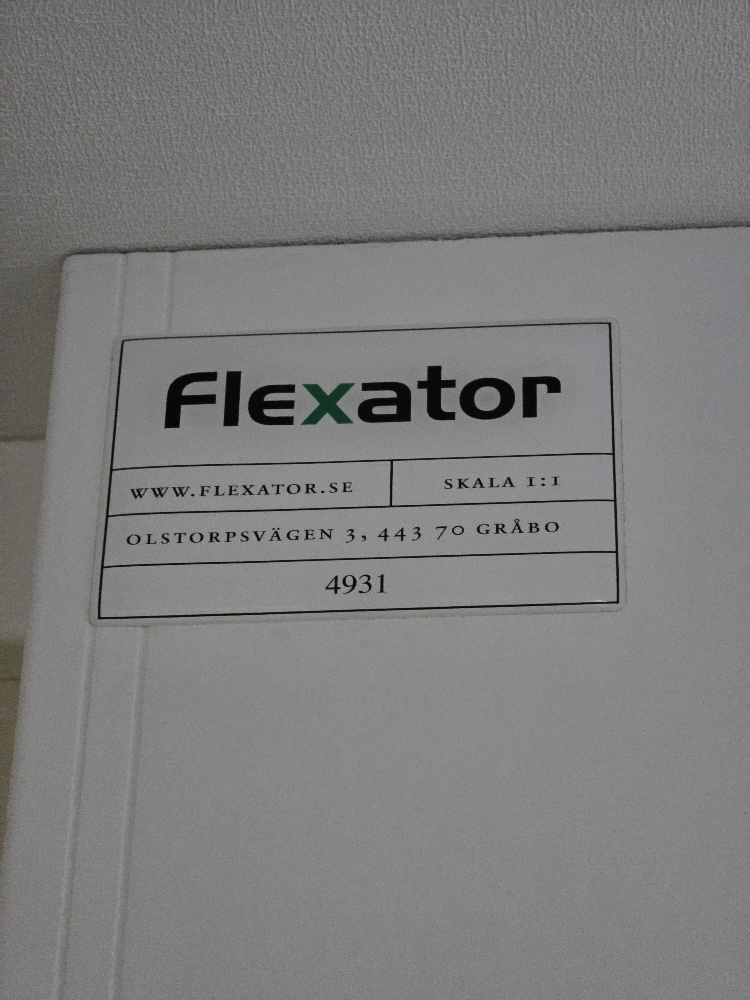 Flexator
WWW.FLEXATOR.SE SKALA 1:1
OLSTORPSVÄGEN 3, 443 70 GRÅBO
4931